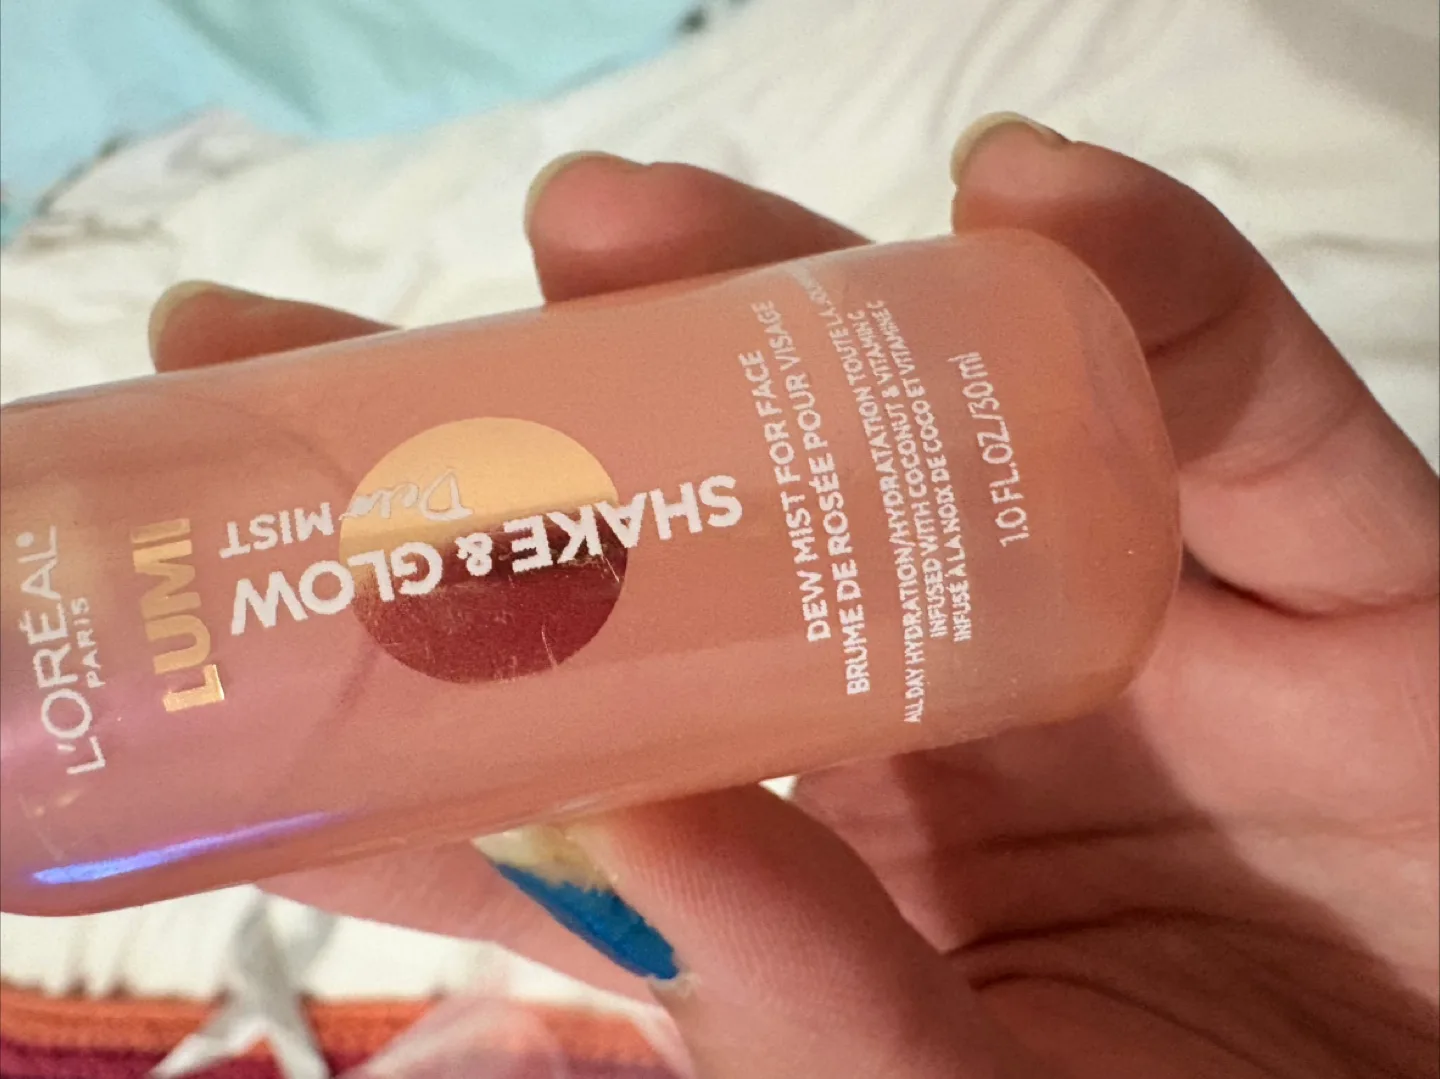 L'ORÉAL
PARIS
LUMI
SHAKE & GLOW
Dew MIST
DEW MIST FOR FACE
BRUME DE ROSÉE POUR VISAGE
ALL DAY HYDRATION/HYDRATATION TOUTE LA
INFUSED WITH COCONUT & VITAMIN C
INFUSÉ À LA NOIX DE COCO ET VITAMINE C
1.0 FL.OZ/30 ml